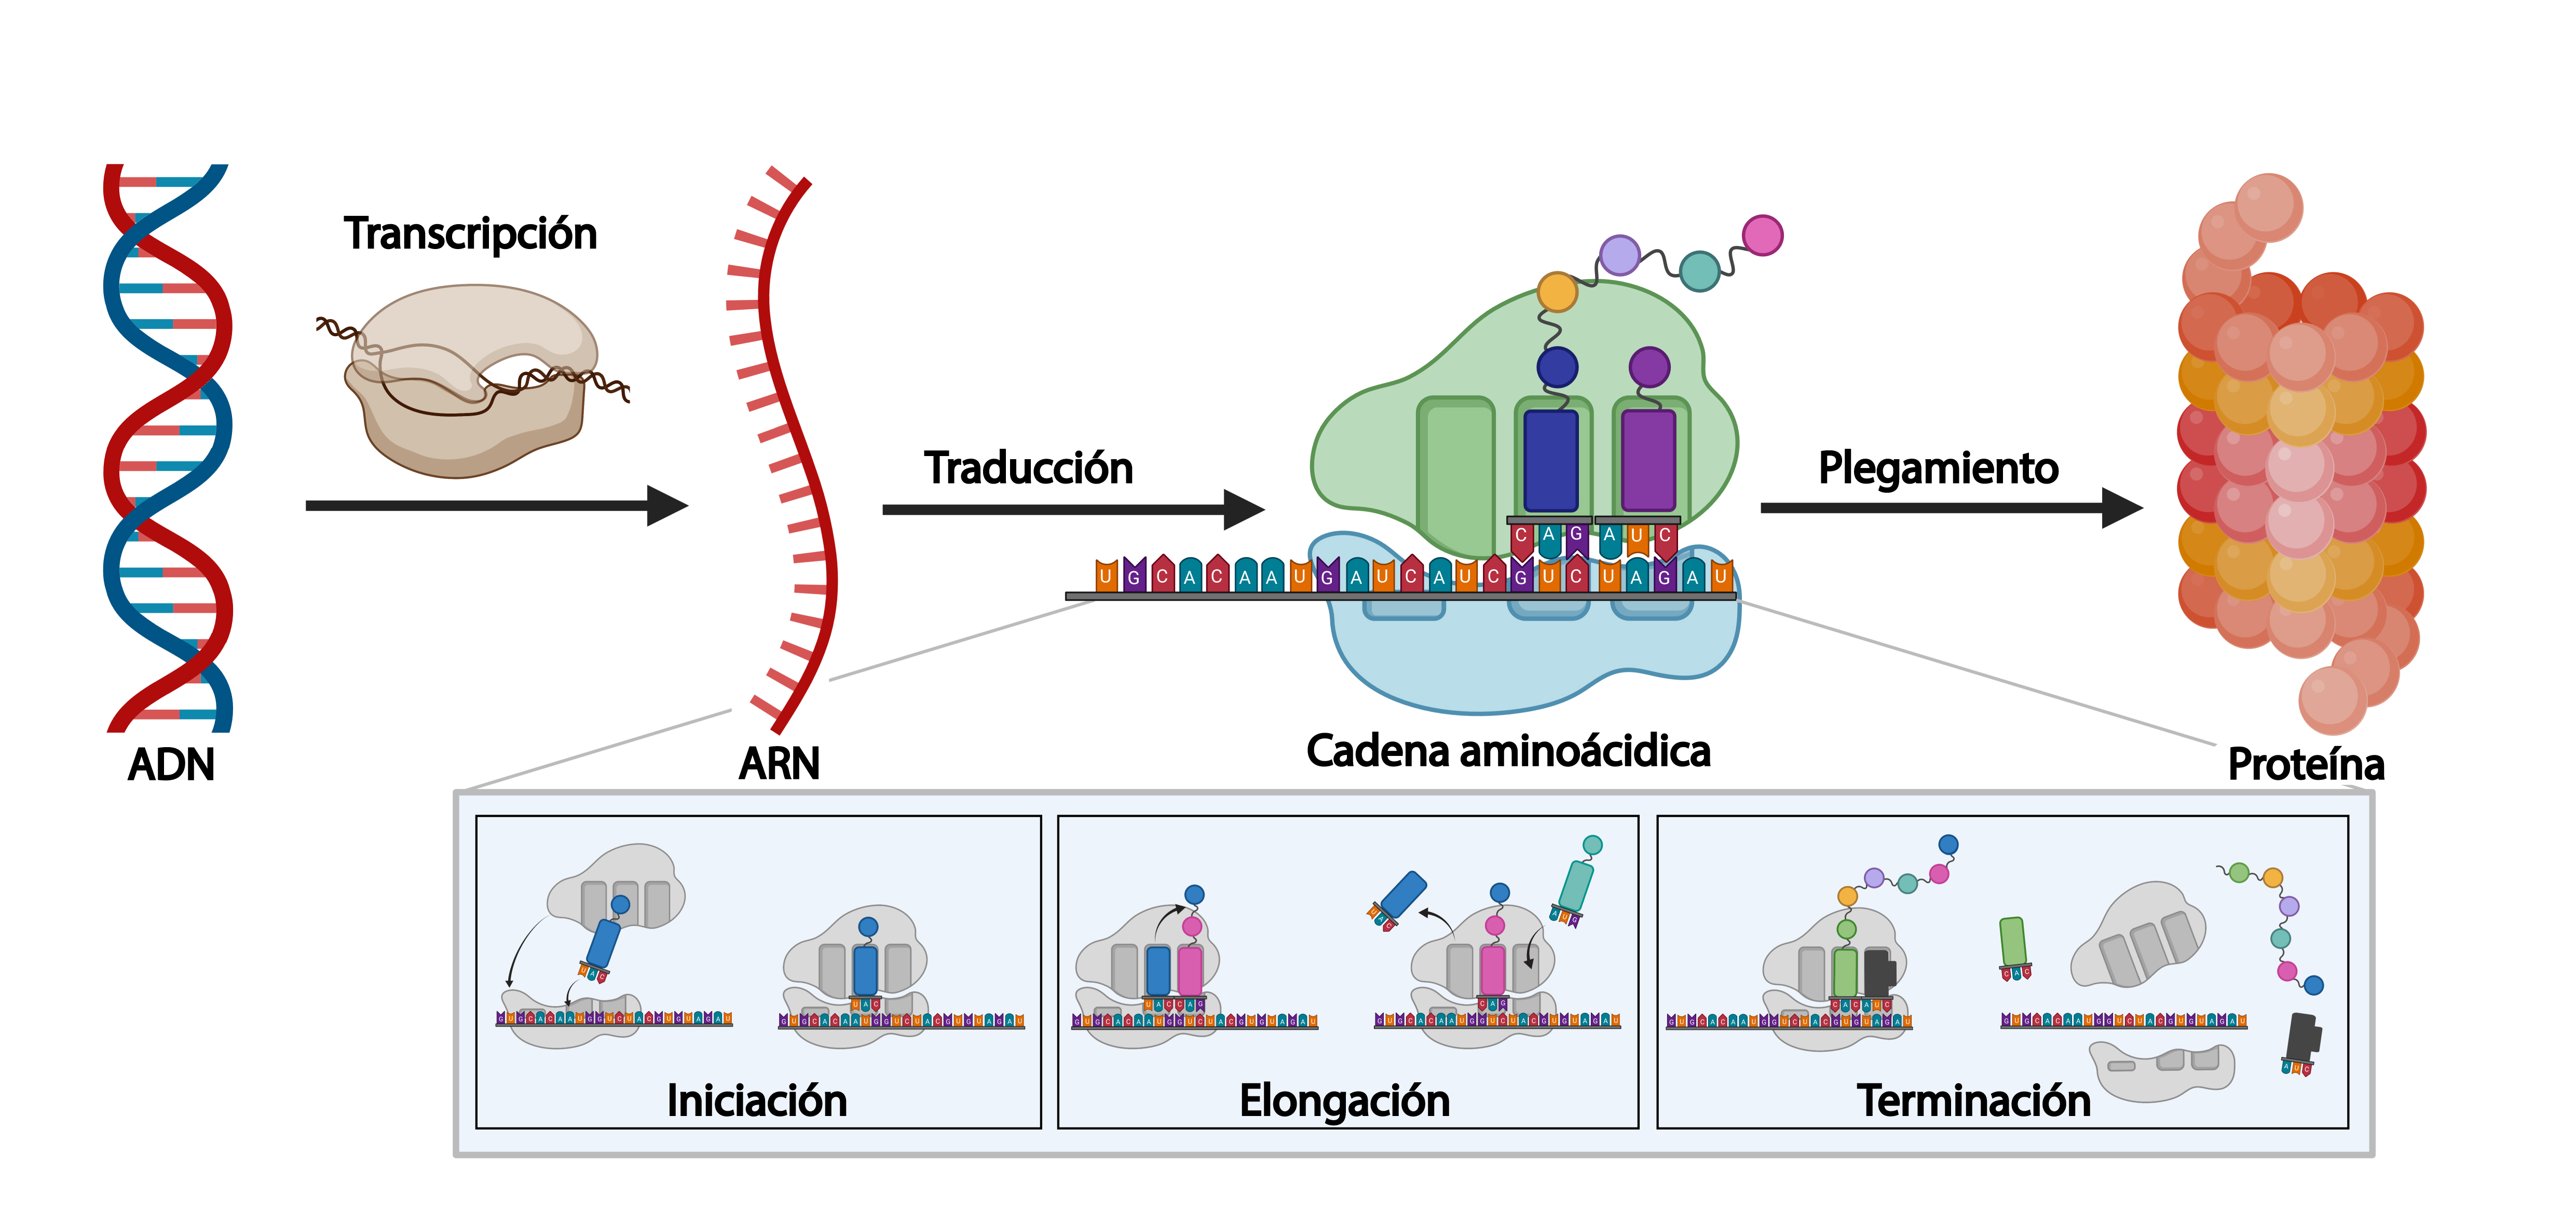 Transcripción
Traducción
Plegamiento
C A G A U C
U G C A C A A U G A U C A U C G U C U A G A U
ADN
ARN
Cadena aminoácidica
Proteína
U A C
G U G C A C A A U G G U C U A C G U G U A G A U
U A C
G U G C A C A A U G G U C U A C G U G U A G A U
Iniciación
U A C C A G
G U G C A C A A U G G U C U A C G U G U A G A U
U A C
A U G
C A G
G U G C A C A A U G G U C U A C G U G U A G A U
Elongación
C A C A U C
G U G C A C A A U G G U C U A C G U G U A G A U
C A C
G U G C A C A A U G G U C U A C G U G U A G A U
A U C
Terminación